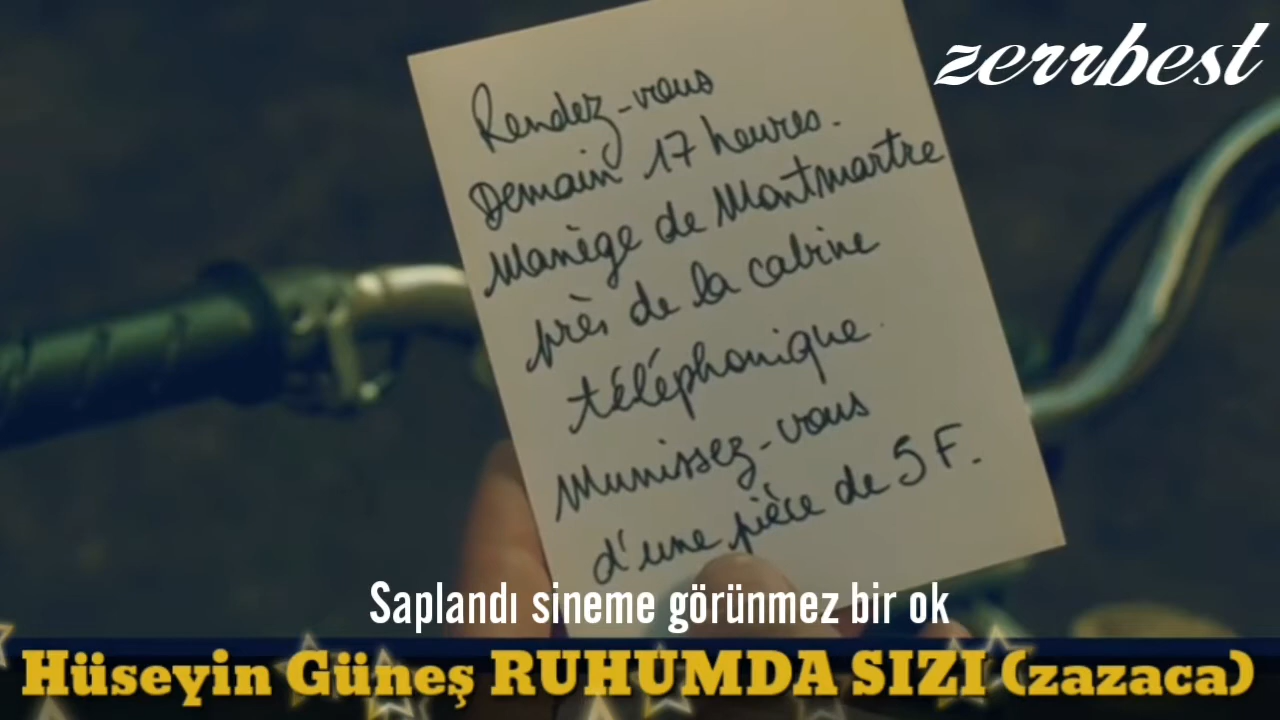 zerrbest
Rendez-vous
Demain 17 heures.
Manège de Montmartre
près de la cabine
téléphonique.
Munissez-vous
d'une pièce de 5 F.
Saplandı sineme görünmez bir ok
Hüseyin Güneş RUHUMDA SIZI (zazaca)